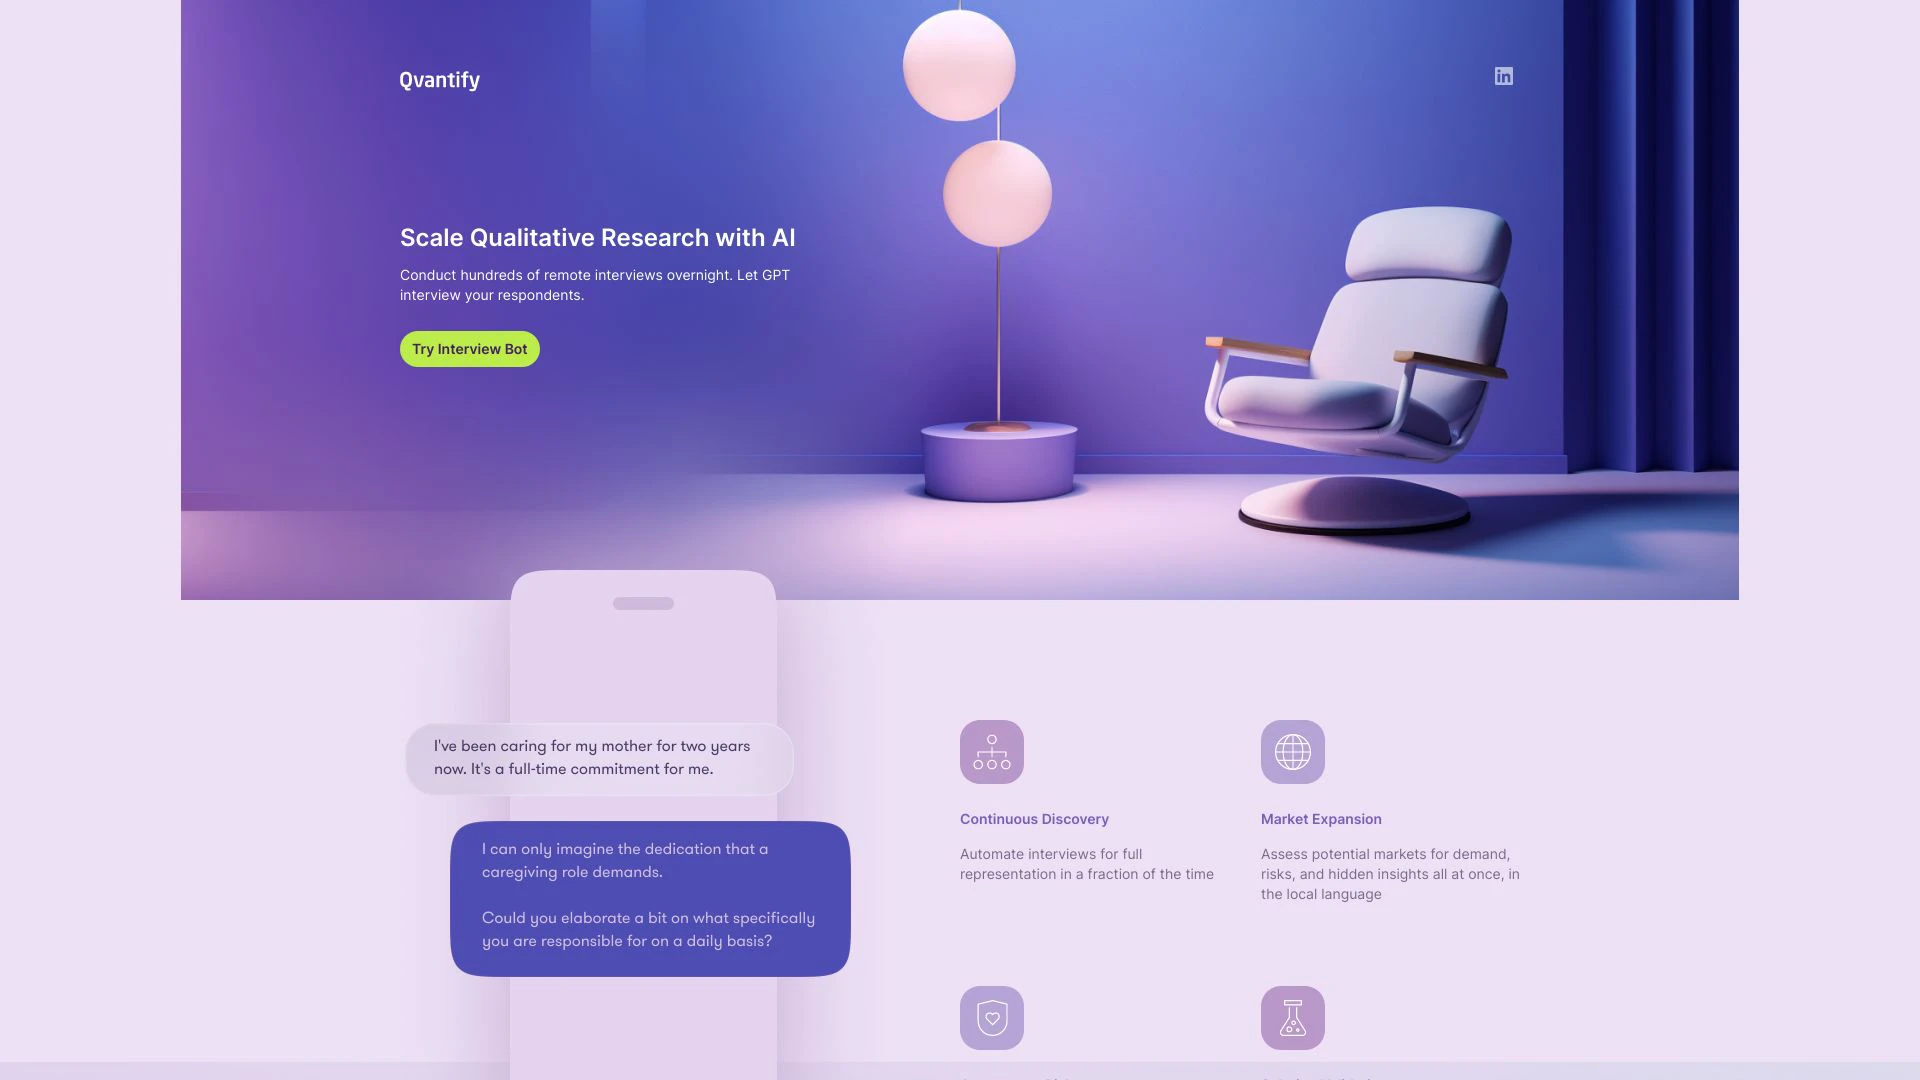 Qvantify
in
Scale Qualitative Research with AI
Conduct hundreds of remote interviews overnight. Let GPT
interview your respondents.
Try Interview Bot
I've been caring for my mother for two years
now. It's a full-time commitment for me.
I can only imagine the dedication that a
caregiving role demands.
Could you elaborate a bit on what specifically
you are responsible for on a daily basis?
Continuous Discovery
Automate interviews for full
representation in a fraction of the time
Market Expansion
Assess potential markets for demand,
risks, and hidden insights all at once, in
the local language